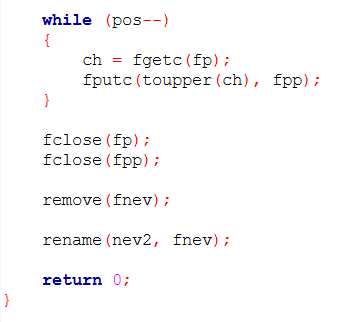 while (pos--)
{
ch = fgetc(fp);
fputc(toupper(ch), fpp);
}
fclose(fp);
fclose(fpp);
remove(fnev);
rename(nev2, fnev);
return 0;
}